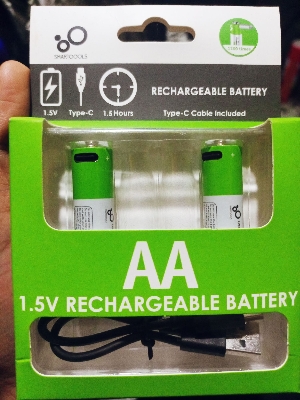 SMARTOOOLS
RECHARGEABLE BATTERY
1.5V Type-C 1.5 Hours Type-C Cable Included
AA
1.5V RECHARGEABLE BATTERY